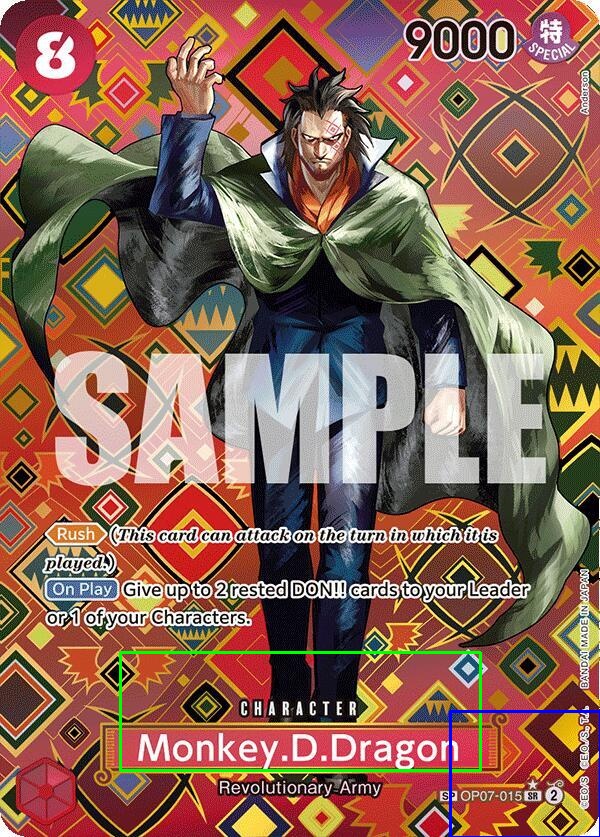 8
9000
特
SPECIAL
Anderson
SAMPLE
Rush (This card can attack on the turn in which it is
played.)
On Play Give up to 2 rested DON!! cards to your Leader
or 1 of your Characters.
BANDAI MADE IN JAPAN
CHARACTER
Monkey.D.Dragon
Revolutionary Army
SP OP07-015 SR 2